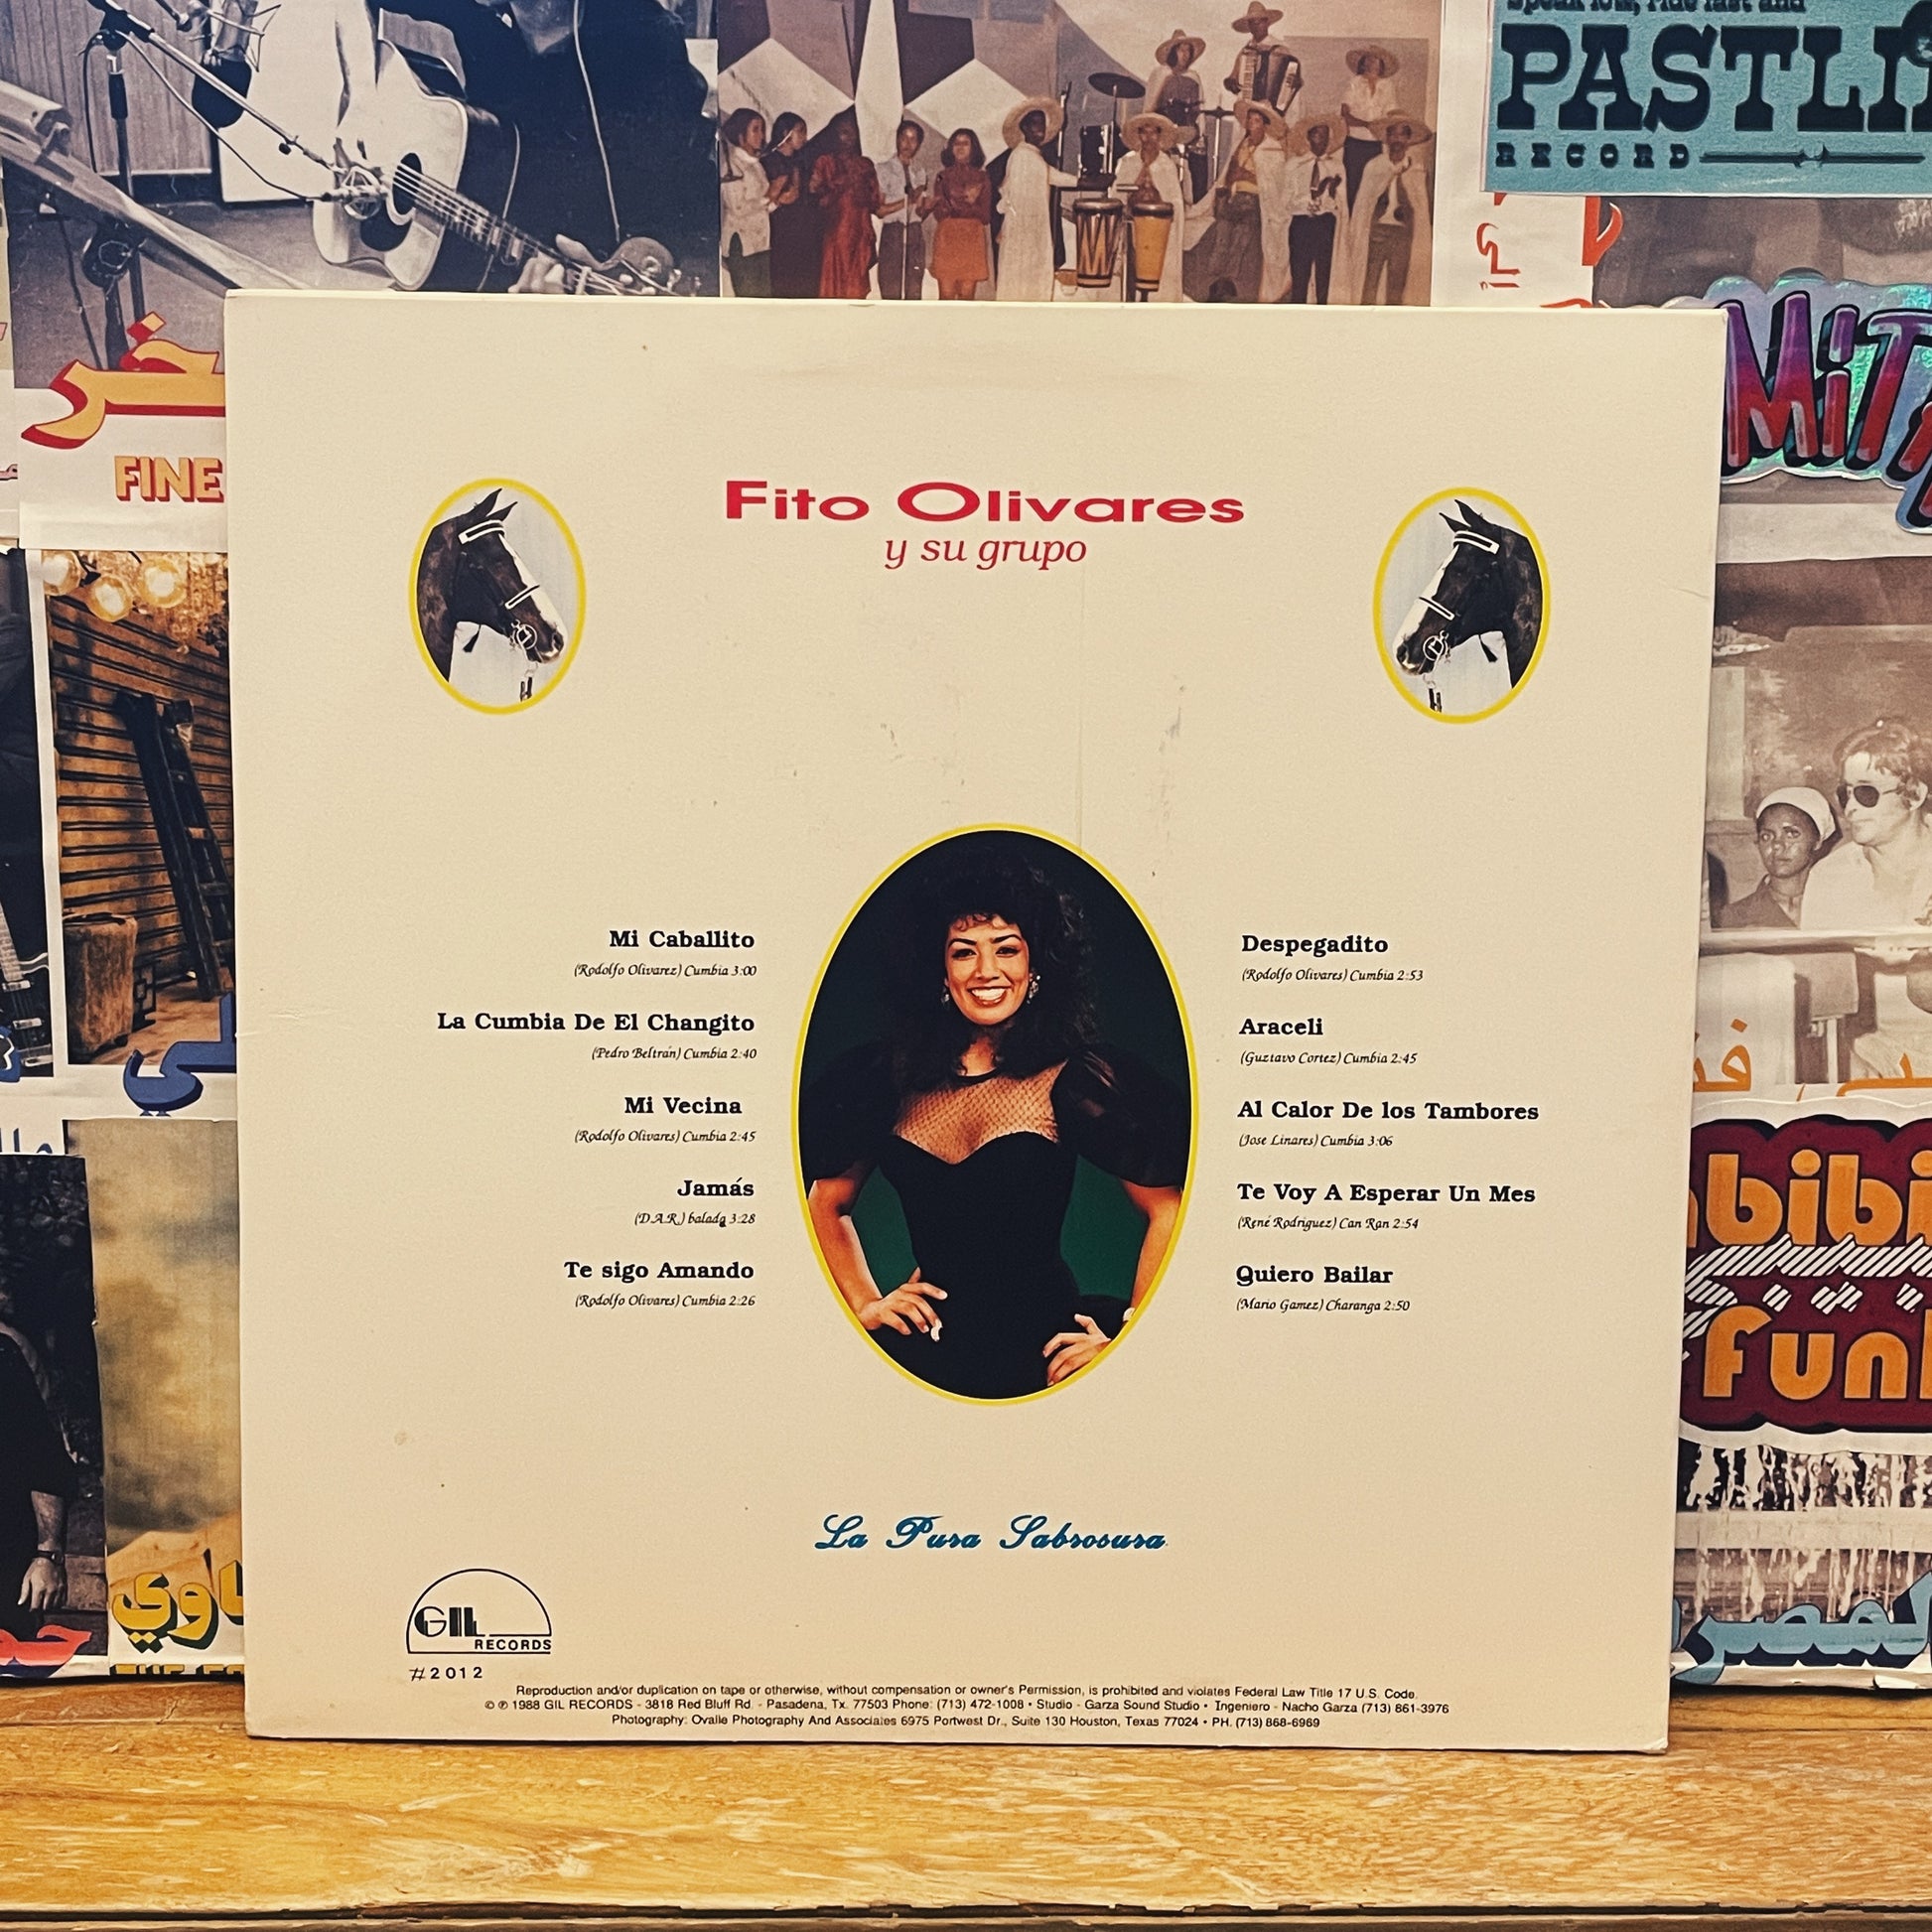 PASTLI
RECORD
خر
FINE
Fito Olivares
y su grupo
Mi Caballito
(Rodolfo Olivarez) Cumbia 3:00
La Cumbia De El Changito
(Pedro Beltrán) Cumbia 2:40
Mi Vecina
(Rodolfo Olivares) Cumbia 2:45
Jamás
(D.A.R.) balada 3:28
Te sigo Amando
(Rodolfo Olivares) Cumbia 2:26
Despegadito
(Rodolfo Olivares) Cumbia 2:53
Araceli
(Guztavo Cortez) Cumbia 2:45
Al Calor De los Tambores
(Jose Linares) Cumbia 3:06
Te Voy A Esperar Un Mes
(René Rodriguez) Can Ran 2:54
Quiero Bailar
(Mario Gamez) Charanga 2:50
La Pura Sabrosura
GIL
RECORDS
#2012
Reproduction and/or duplication on tape or otherwise, without compensation or owner's Permission, is prohibited and violates Federal Law Title 17 U.S. Code.
© ℗ 1988 GIL RECORDS - 3818 Red Bluff Rd. - Pasadena, Tx. 77503 Phone: (713) 472-1008 • Studio - Garza Sound Studio • Ingeniero - Nacho Garza (713) 861-3976
Photography: Ovalle Photography And Associates 6975 Portwest Dr., Suite 130 Houston, Texas 77024 • PH. (713) 868-6969
bibi
funk
اوي
المصر